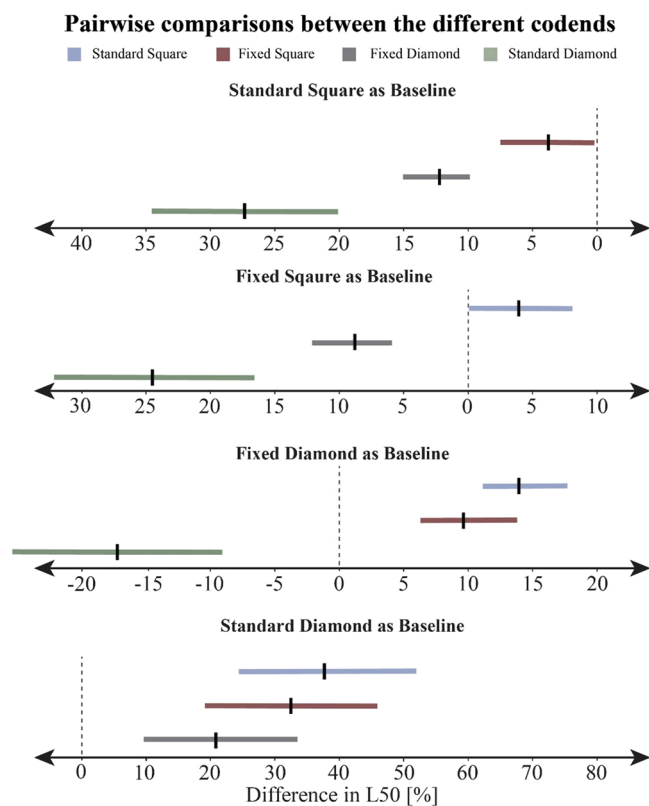 Pairwise comparisons between the different codends
Standard Square Fixed Square Fixed Diamond Standard Diamond
Standard Square as Baseline
40 35 30 25 20 15 10 5 0
Fixed Sqaure as Baseline
30 25 20 15 10 5 0 5 10
Fixed Diamond as Baseline
-20 -15 -10 -5 0 5 10 15 20
Standard Diamond as Baseline
0 10 20 30 40 50 60 70 80
Difference in L50 [%]